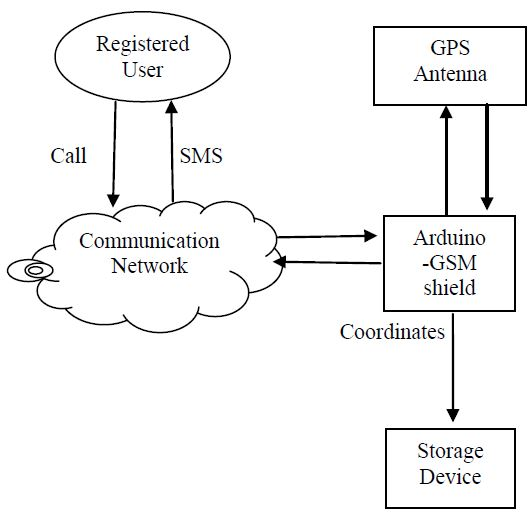 Registered
User
GPS
Antenna
Call
SMS
Communication
Network
Arduino
-GSM
shield
Coordinates
Storage
Device